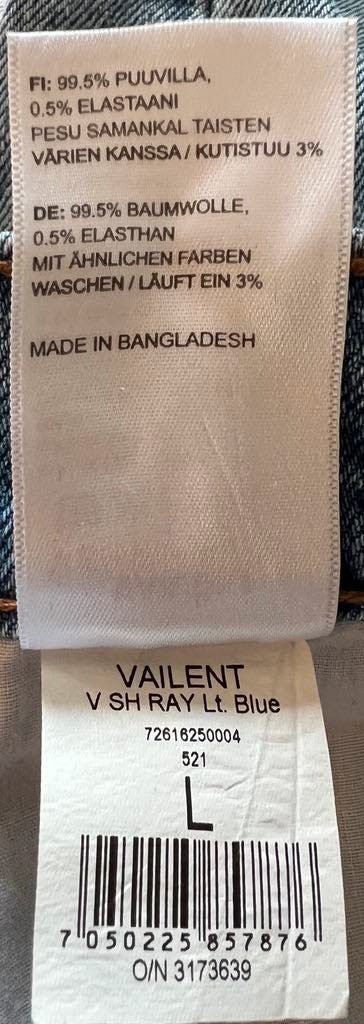 FI: 99.5% PUUVILLA,
0.5% ELASTAANI
PESU SAMANKAL TAISTEN
VÄRIEN KANSSA / KUTISTUU 3%
DE: 99.5% BAUMWOLLE,
0.5% ELASTHAN
MIT ÄHNLICHEN FARBEN
WASCHEN / LÄUFT EIN 3%
MADE IN BANGLADESH
VAILENT
V SH RAY Lt. Blue
72616250004
521
L
7 050225 857876
O/N 3173639